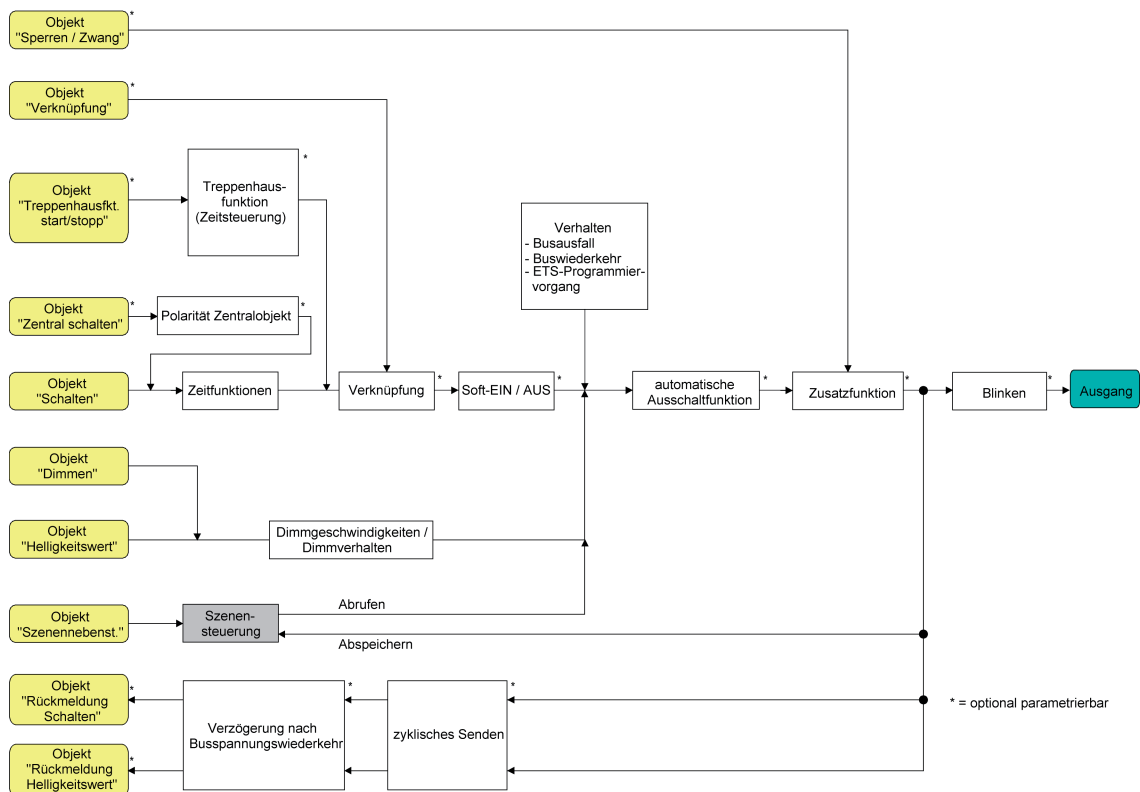 Objekt
"Sperren / Zwang"
*
Objekt
"Verknüpfung"
*
Objekt
"Treppenhausfkt.
start/stopp"
*
Treppenhaus-
funktion
(Zeitsteuerung)
*
Verhalten
- Busausfall
- Buswiederkehr
- ETS-Programmier-
vorgang
Objekt
"Zentral schalten"
*
Polarität Zentralobjekt
*
Objekt
"Schalten"
Zeitfunktionen
Verknüpfung
*
Soft-EIN / AUS
*
automatische
Ausschaltfunktion
*
Zusatzfunktion
*
Blinken
*
Ausgang
Objekt
"Dimmen"
Objekt
"Helligkeitswert"
Dimmgeschwindigkeiten /
Dimmverhalten
Objekt
"Szenennebenst."
Szenen-
steuerung
Abrufen
Abspeichern
Objekt
"Rückmeldung
Schalten"
*
Verzögerung nach
Busspannungswiederkehr
*
zyklisches Senden
*
* = optional parametrierbar
Objekt
"Rückmeldung
Helligkeitswert"
*